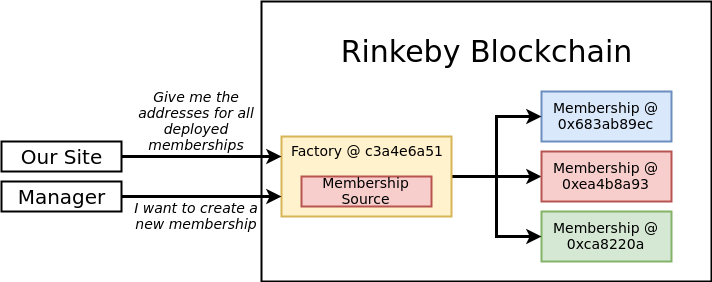 Rinkeby Blockchain
Give me the
addresses for all
deployed
memberships
Our Site
Manager
I want to create a
new membership
Factory @ c3a4e6a51
Membership
Source
Membership @
0x683ab89ec
Membership @
0xea4b8a93
Membership @
0xca8220a